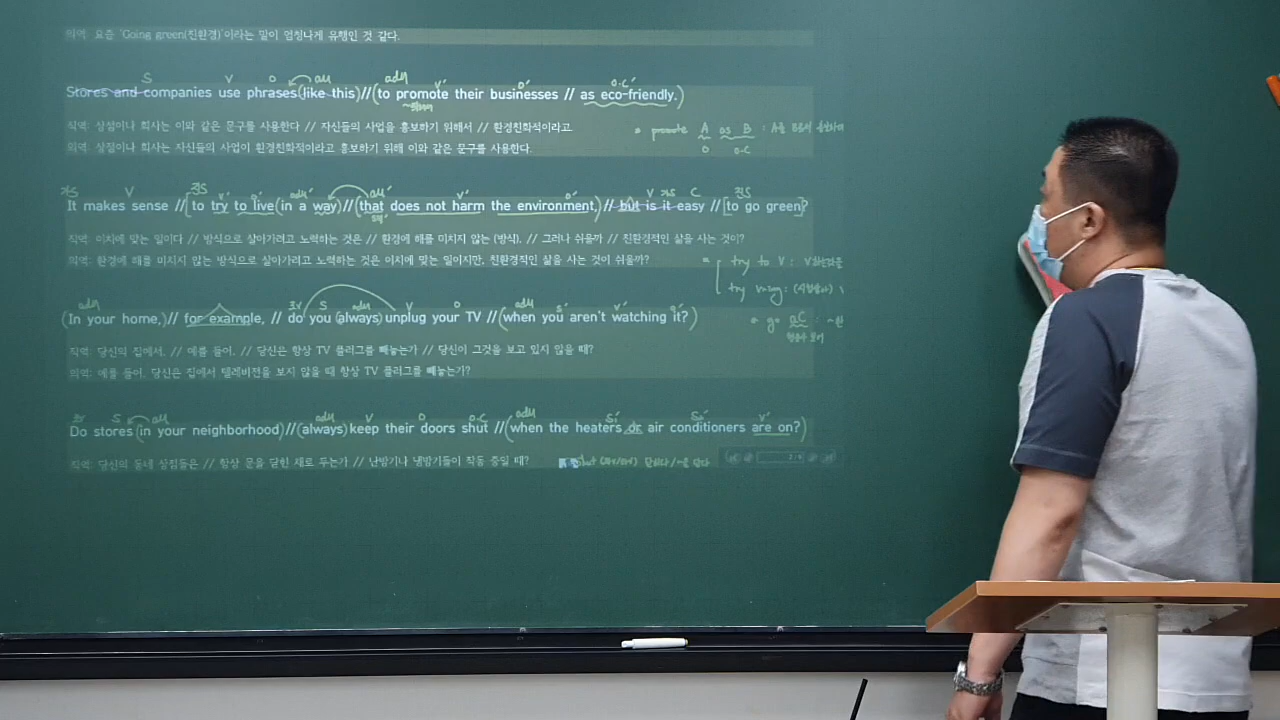 의역: 요즘 'Going green(친환경)'이라는 말이 엄청나게 유행인 것 같다.
S V O adv
Stores and companies use phrases(like this)//(to promote their businesses // as eco-friendly.)
직역: 상점이나 회사는 이와 같은 문구를 사용한다 // 자신들의 사업을 홍보하기 위해서 // 환경친화적이라고.
promote A as B :
O O.C
의역: 상점이나 회사는 자신들의 사업이 환경친화적이라고 홍보하기 위해 이와 같은 문구를 사용한다.
가S V 진S V' O' V' O' V 가S C 진S
It makes sense //[to try to live(in a way)//(that does not harm the environment,)// but is it easy //[to go green]?
직역: 이치에 맞는 일이다 // 방식으로 살아가려고 노력하는 것은 // 환경에 해를 미치지 않는 (방식), // 그러나 쉬울까 // 친환경적인 삶을 사는 것이?
의역: 환경에 해를 미치지 않는 방식으로 살아가려고 노력하는 것은 이치에 맞는 일이지만, 친환경적인 삶을 사는 것이 쉬울까?
try to V :
try ving:
S adv V O adv S' V' O'
(In your home,)// for example, // do you (always) unplug your TV //(when you aren't watching it?)
직역: 당신의 집에서, // 예를 들어, // 당신은 항상 TV 플러그를 빼놓는가 // 당신이 그것을 보고 있지 않을 때?
의역: 예를 들어, 당신은 집에서 텔레비전을 보지 않을 때 항상 TV 플러그를 빼놓는가?
S adv V O O.C adv V'
Do stores(in your neighborhood)//(always) keep their doors shut //(when the heaters or air conditioners are on?)
직역: 당신의 동네 상점들은 // 항상 문을 닫힌 채로 두는가 // 난방기나 냉방기들이 작동 중일 때?